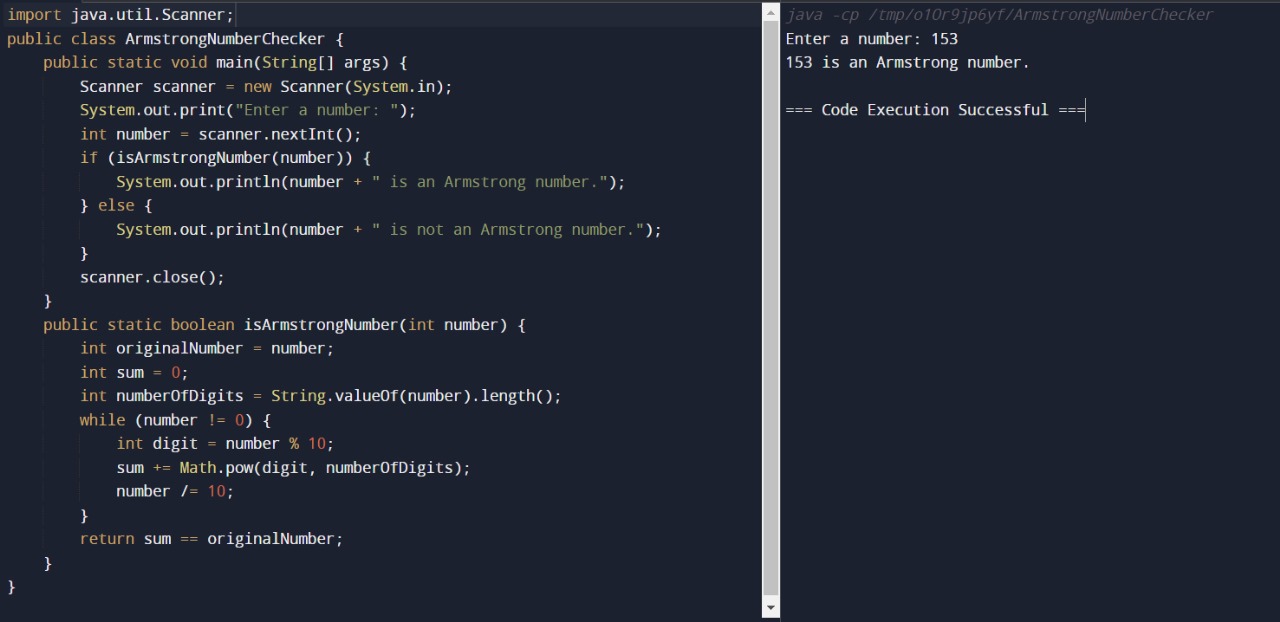 import java.util.Scanner;
public class ArmstrongNumberChecker {
    public static void main(String[] args) {
        Scanner scanner = new Scanner(System.in);
        System.out.print("Enter a number: ");
        int number = scanner.nextInt();
        if (isArmstrongNumber(number)) {
            System.out.println(number + " is an Armstrong number.");
        } else {
            System.out.println(number + " is not an Armstrong number.");
        }
        scanner.close();
    }
    public static boolean isArmstrongNumber(int number) {
        int originalNumber = number;
        int sum = 0;
        int numberOfDigits = String.valueOf(number).length();
        while (number != 0) {
            int digit = number % 10;
            sum += Math.pow(digit, numberOfDigits);
            number /= 10;
        }
        return sum == originalNumber;
    }
}
java -cp /tmp/o1Or9jp6yf/ArmstrongNumberChecker
Enter a number: 153
153 is an Armstrong number.
=== Code Execution Successful ===